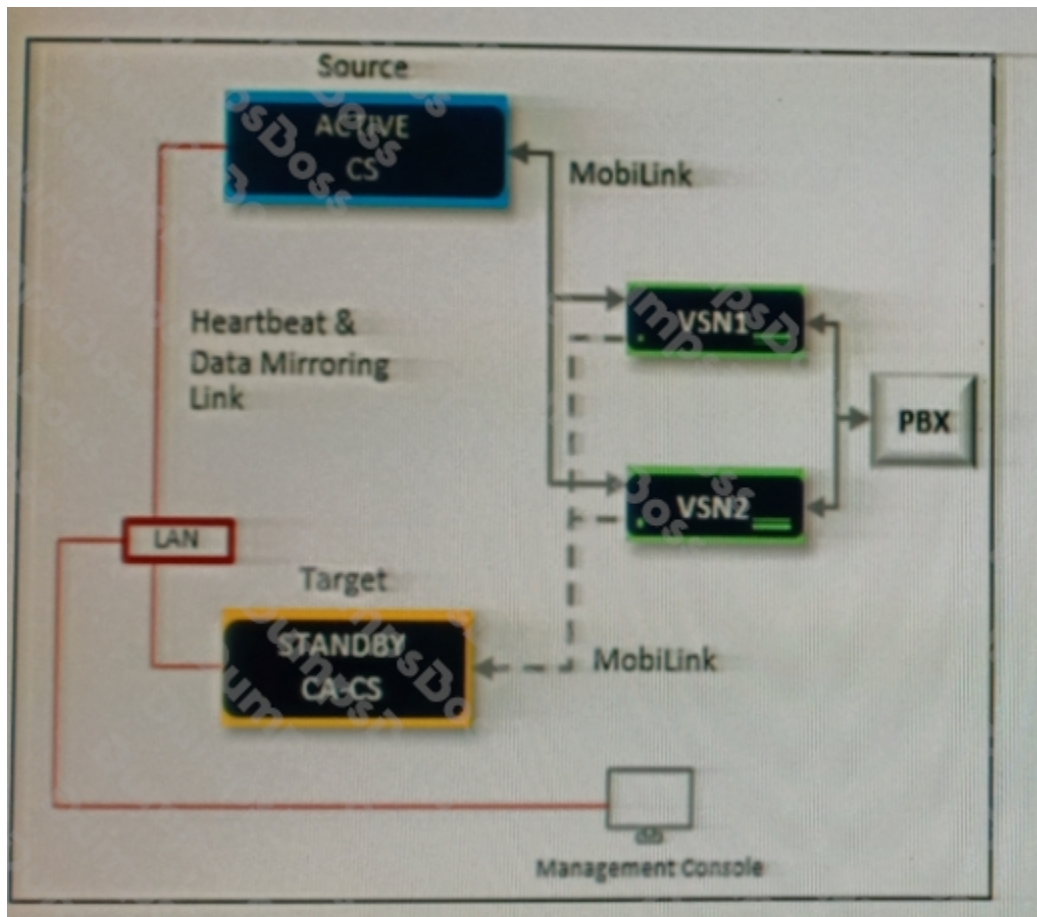 Source
ACTIVE
CS
MobiLink
VSN1
Heartbeat &
Data Mirroring
Link
PBX
VSN2
LAN
Target
STANDBY
CA-CS
MobiLink
Management Console